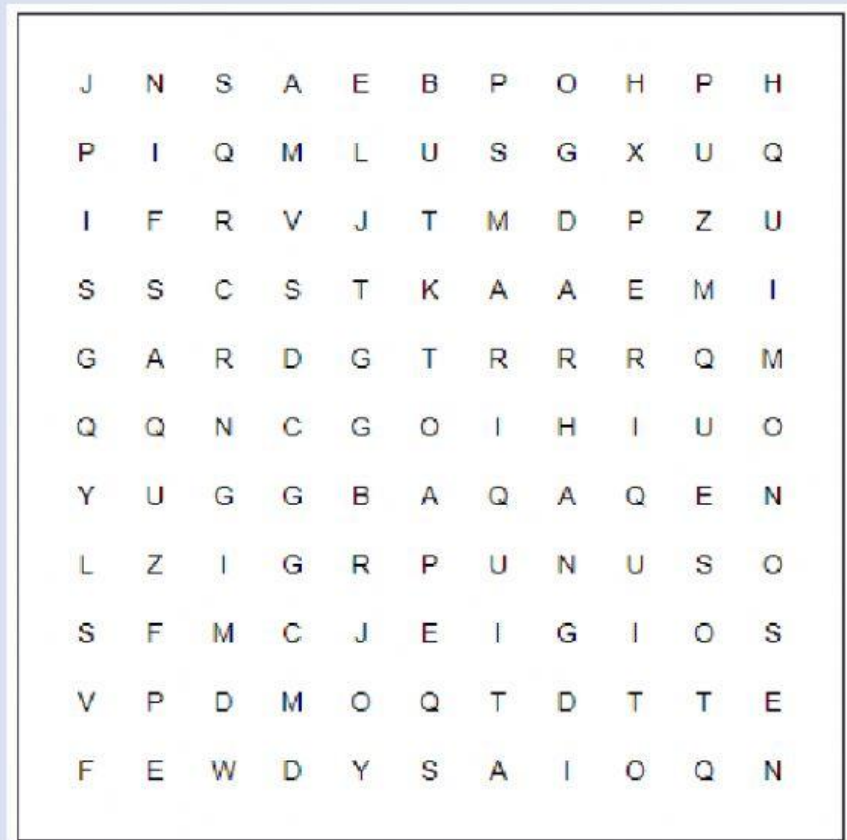 J N S A E B P O H P H
P I Q M L U S G X U Q
I F R V J T M D P Z U
S S C S T K A A E M I
G A R D G T R R R Q M
Q Q N C G O I H I U O
Y U G G B A Q A Q E N
L Z I G R P U N U S O
S F M C J E I G I O S
V P D M O Q T D T T E
F E W D Y S A I O Q N